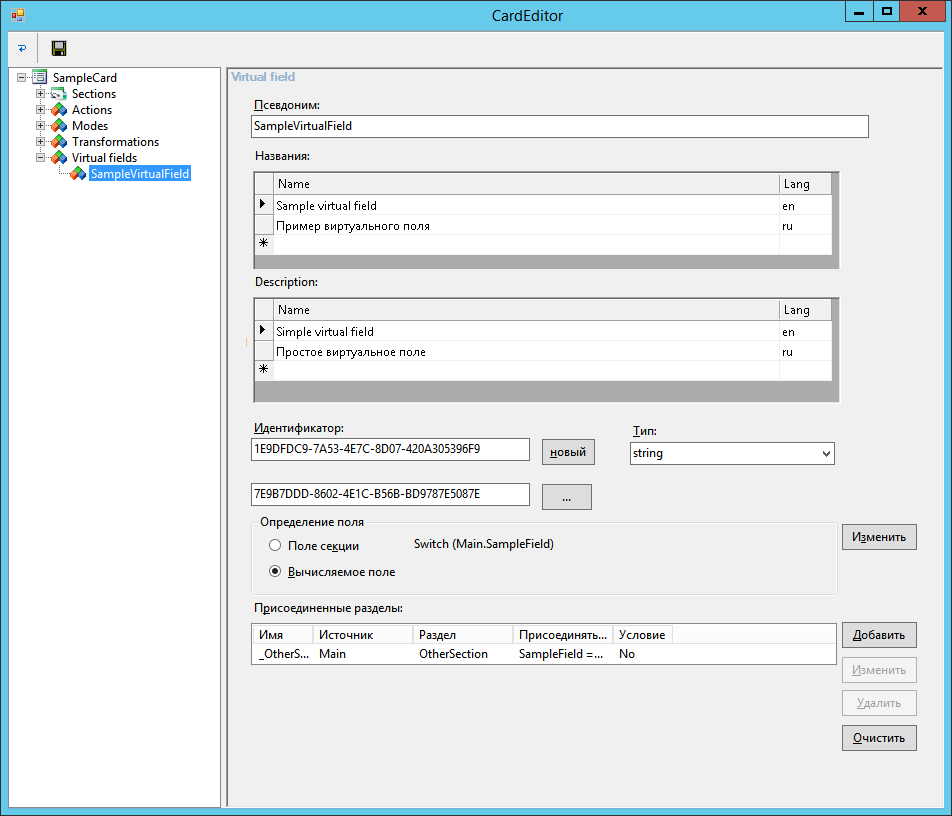 CardEditor
SampleCard
Sections
Actions
Modes
Transformations
Virtual fields
SampleVirtualField
Virtual field
Псевдоним:
SampleVirtualField
Названия:
Name Lang
Sample virtual field en
Пример виртуального поля ru
Description:
Name Lang
Simple virtual field en
Простое виртуальное поле ru
Идентификатор:
1E9DFDC9-7A53-4E7C-8D07-420A305396F9
новый
Тип:
string
7E9B7DDD-8602-4E1C-B56B-BD9787E5087E
...
Определение поля
Поле секции
Switch (Main.SampleField)
Вычисляемое поле
Изменить
Присоединенные разделы:
Имя Источник Раздел Присоединять... Условие
_OtherS... Main OtherSection SampleField =... No
Добавить
Изменить
Удалить
Очистить